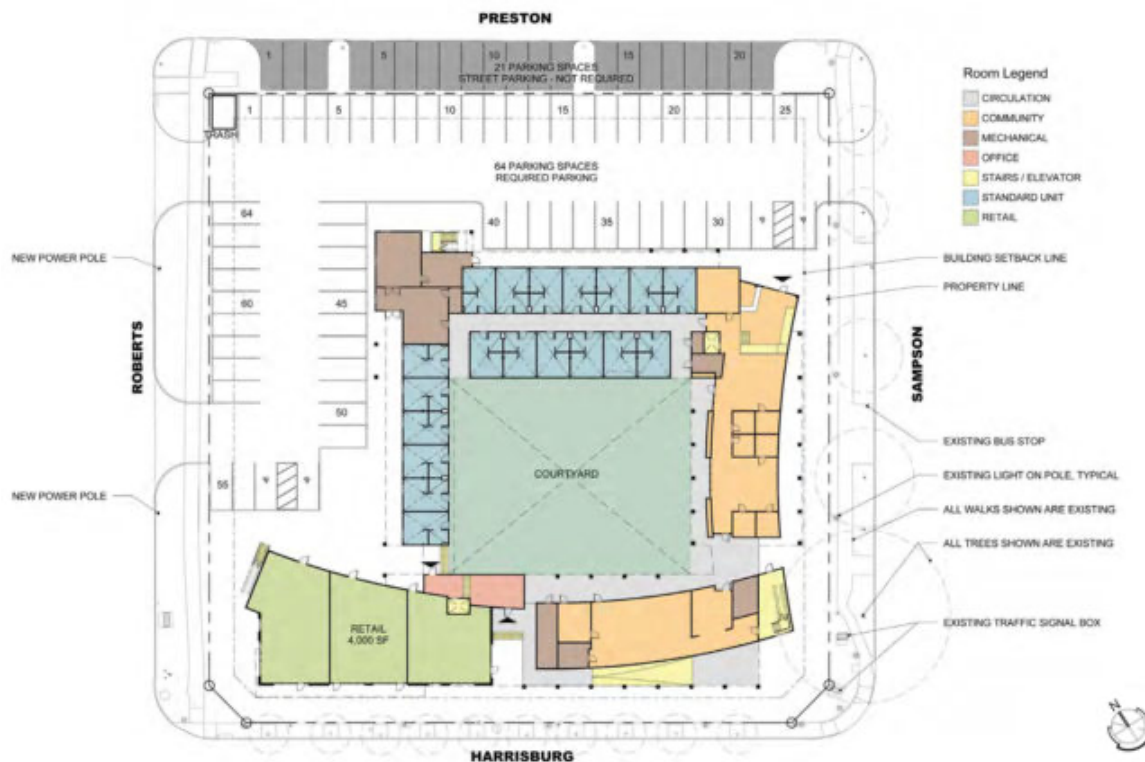 PRESTON
1
5
10
15
20
21 PARKING SPACES
STREET PARKING - NOT REQUIRED
1
5
10
15
20
25
TRASH
64 PARKING SPACES
REQUIRED PARKING
Room Legend
CIRCULATION
COMMUNITY
MECHANICAL
OFFICE
STAIRS / ELEVATOR
STANDARD UNIT
RETAIL
64
40
35
30
NEW POWER POLE
BUILDING SETBACK LINE
PROPERTY LINE
60
45
ROBERTS
SAMPSON
50
EXISTING BUS STOP
COURTYARD
EXISTING LIGHT ON POLE, TYPICAL
55
NEW POWER POLE
ALL WALKS SHOWN ARE EXISTING
ALL TREES SHOWN ARE EXISTING
RETAIL
4,000 SF
EXISTING TRAFFIC SIGNAL BOX
N
HARRISBURG